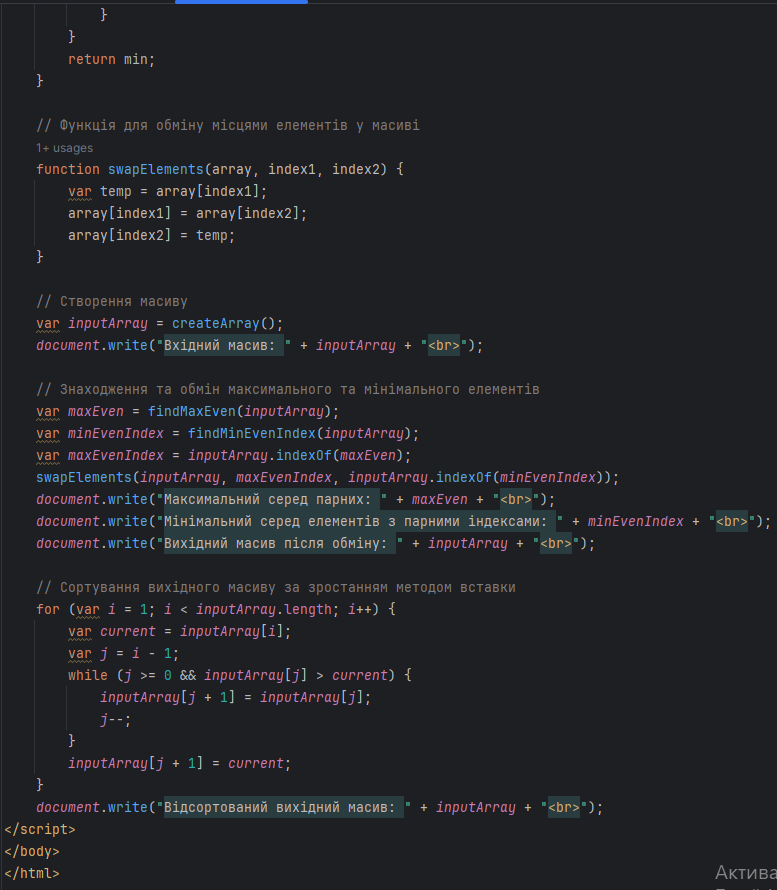 }
}
return min;
}
// Функція для обміну місцями елементів у масиві
1+ usages
function swapElements(array, index1, index2) {
var temp = array[index1];
array[index1] = array[index2];
array[index2] = temp;
}
// Створення масиву
var inputArray = createArray();
document.write("Вхідний масив: " + inputArray + "<br>");
// Знаходження та обмін максимального та мінімального елементів
var maxEven = findMaxEven(inputArray);
var minEvenIndex = findMinEvenIndex(inputArray);
var maxEvenIndex = inputArray.indexOf(maxEven);
swapElements(inputArray, maxEvenIndex, inputArray.indexOf(minEvenIndex));
document.write("Максимальний серед парних: " + maxEven + "<br>");
document.write("Мінімальний серед елементів з парними індексами: " + minEvenIndex + "<br>");
document.write("Вихідний масив після обміну: " + inputArray + "<br>");
// Сортування вихідного масиву за зростанням методом вставки
for (var i = 1; i < inputArray.length; i++) {
var current = inputArray[i];
var j = i - 1;
while (j >= 0 && inputArray[j] > current) {
inputArray[j + 1] = inputArray[j];
j--;
}
inputArray[j + 1] = current;
}
document.write("Відсортований вихідний масив: " + inputArray + "<br>");
</script>
</body>
</html>
Актива